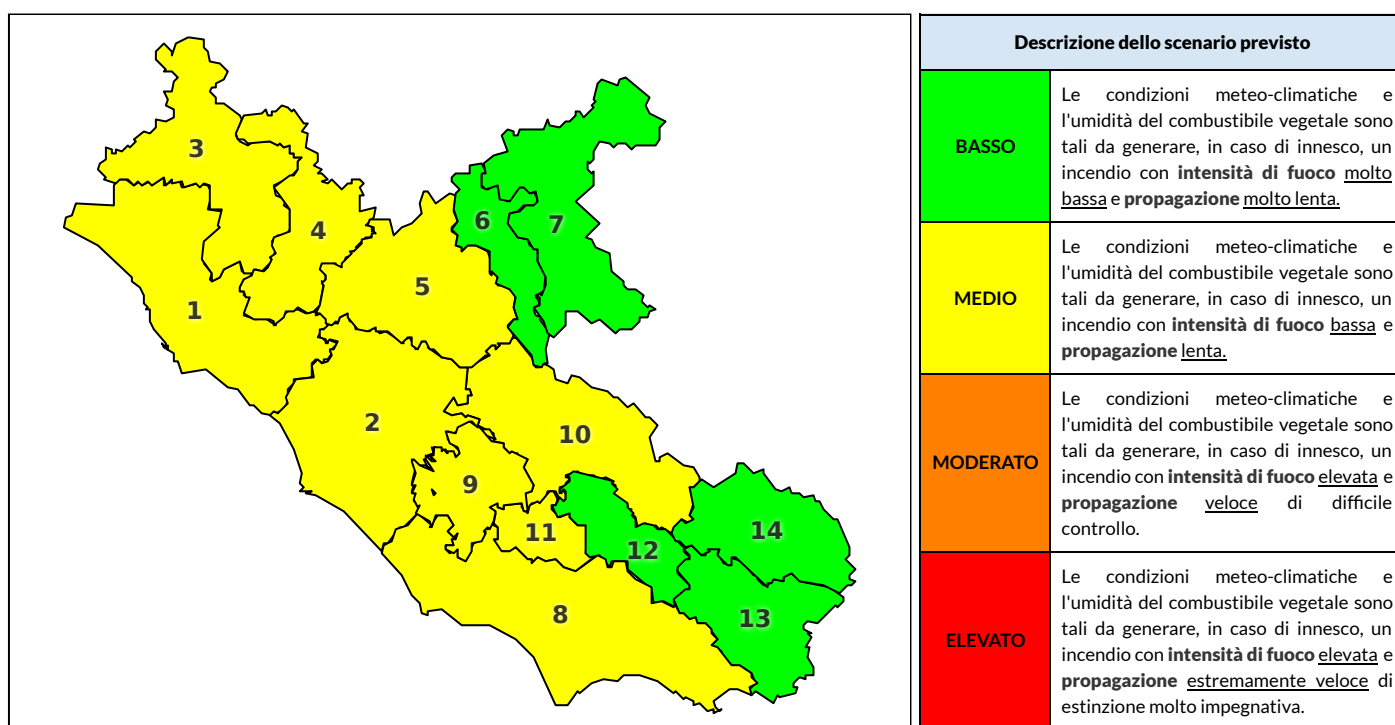 3
4
6
7
5
1
2
10
9
11
12
14
8
13
Descrizione dello scenario previsto
BASSO
Le condizioni meteo-climatiche e
l'umidità del combustibile vegetale sono
tali da generare, in caso di innesco, un
incendio con intensità di fuoco molto
bassa e propagazione molto lenta.
MEDIO
Le condizioni meteo-climatiche e
l'umidità del combustibile vegetale sono
tali da generare, in caso di innesco, un
incendio con intensità di fuoco bassa e
propagazione lenta.
MODERATO
Le condizioni meteo-climatiche e
l'umidità del combustibile vegetale sono
tali da generare, in caso di innesco, un
incendio con intensità di fuoco elevata e
propagazione veloce di difficile
controllo.
ELEVATO
Le condizioni meteo-climatiche e
l'umidità del combustibile vegetale sono
tali da generare, in caso di innesco, un
incendio con intensità di fuoco elevata e
propagazione estremamente veloce di
estinzione molto impegnativa.